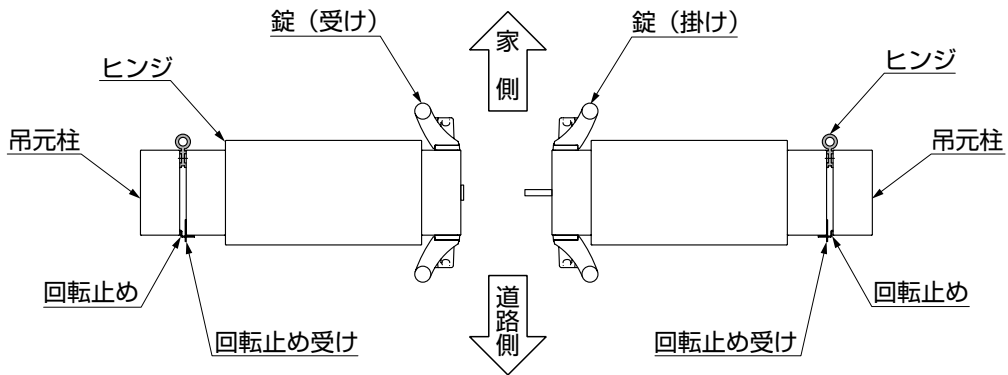 錠（受け）
家側
錠（掛け）
ヒンジ
ヒンジ
吊元柱
吊元柱
回転止め
道路側
回転止め
回転止め受け
回転止め受け